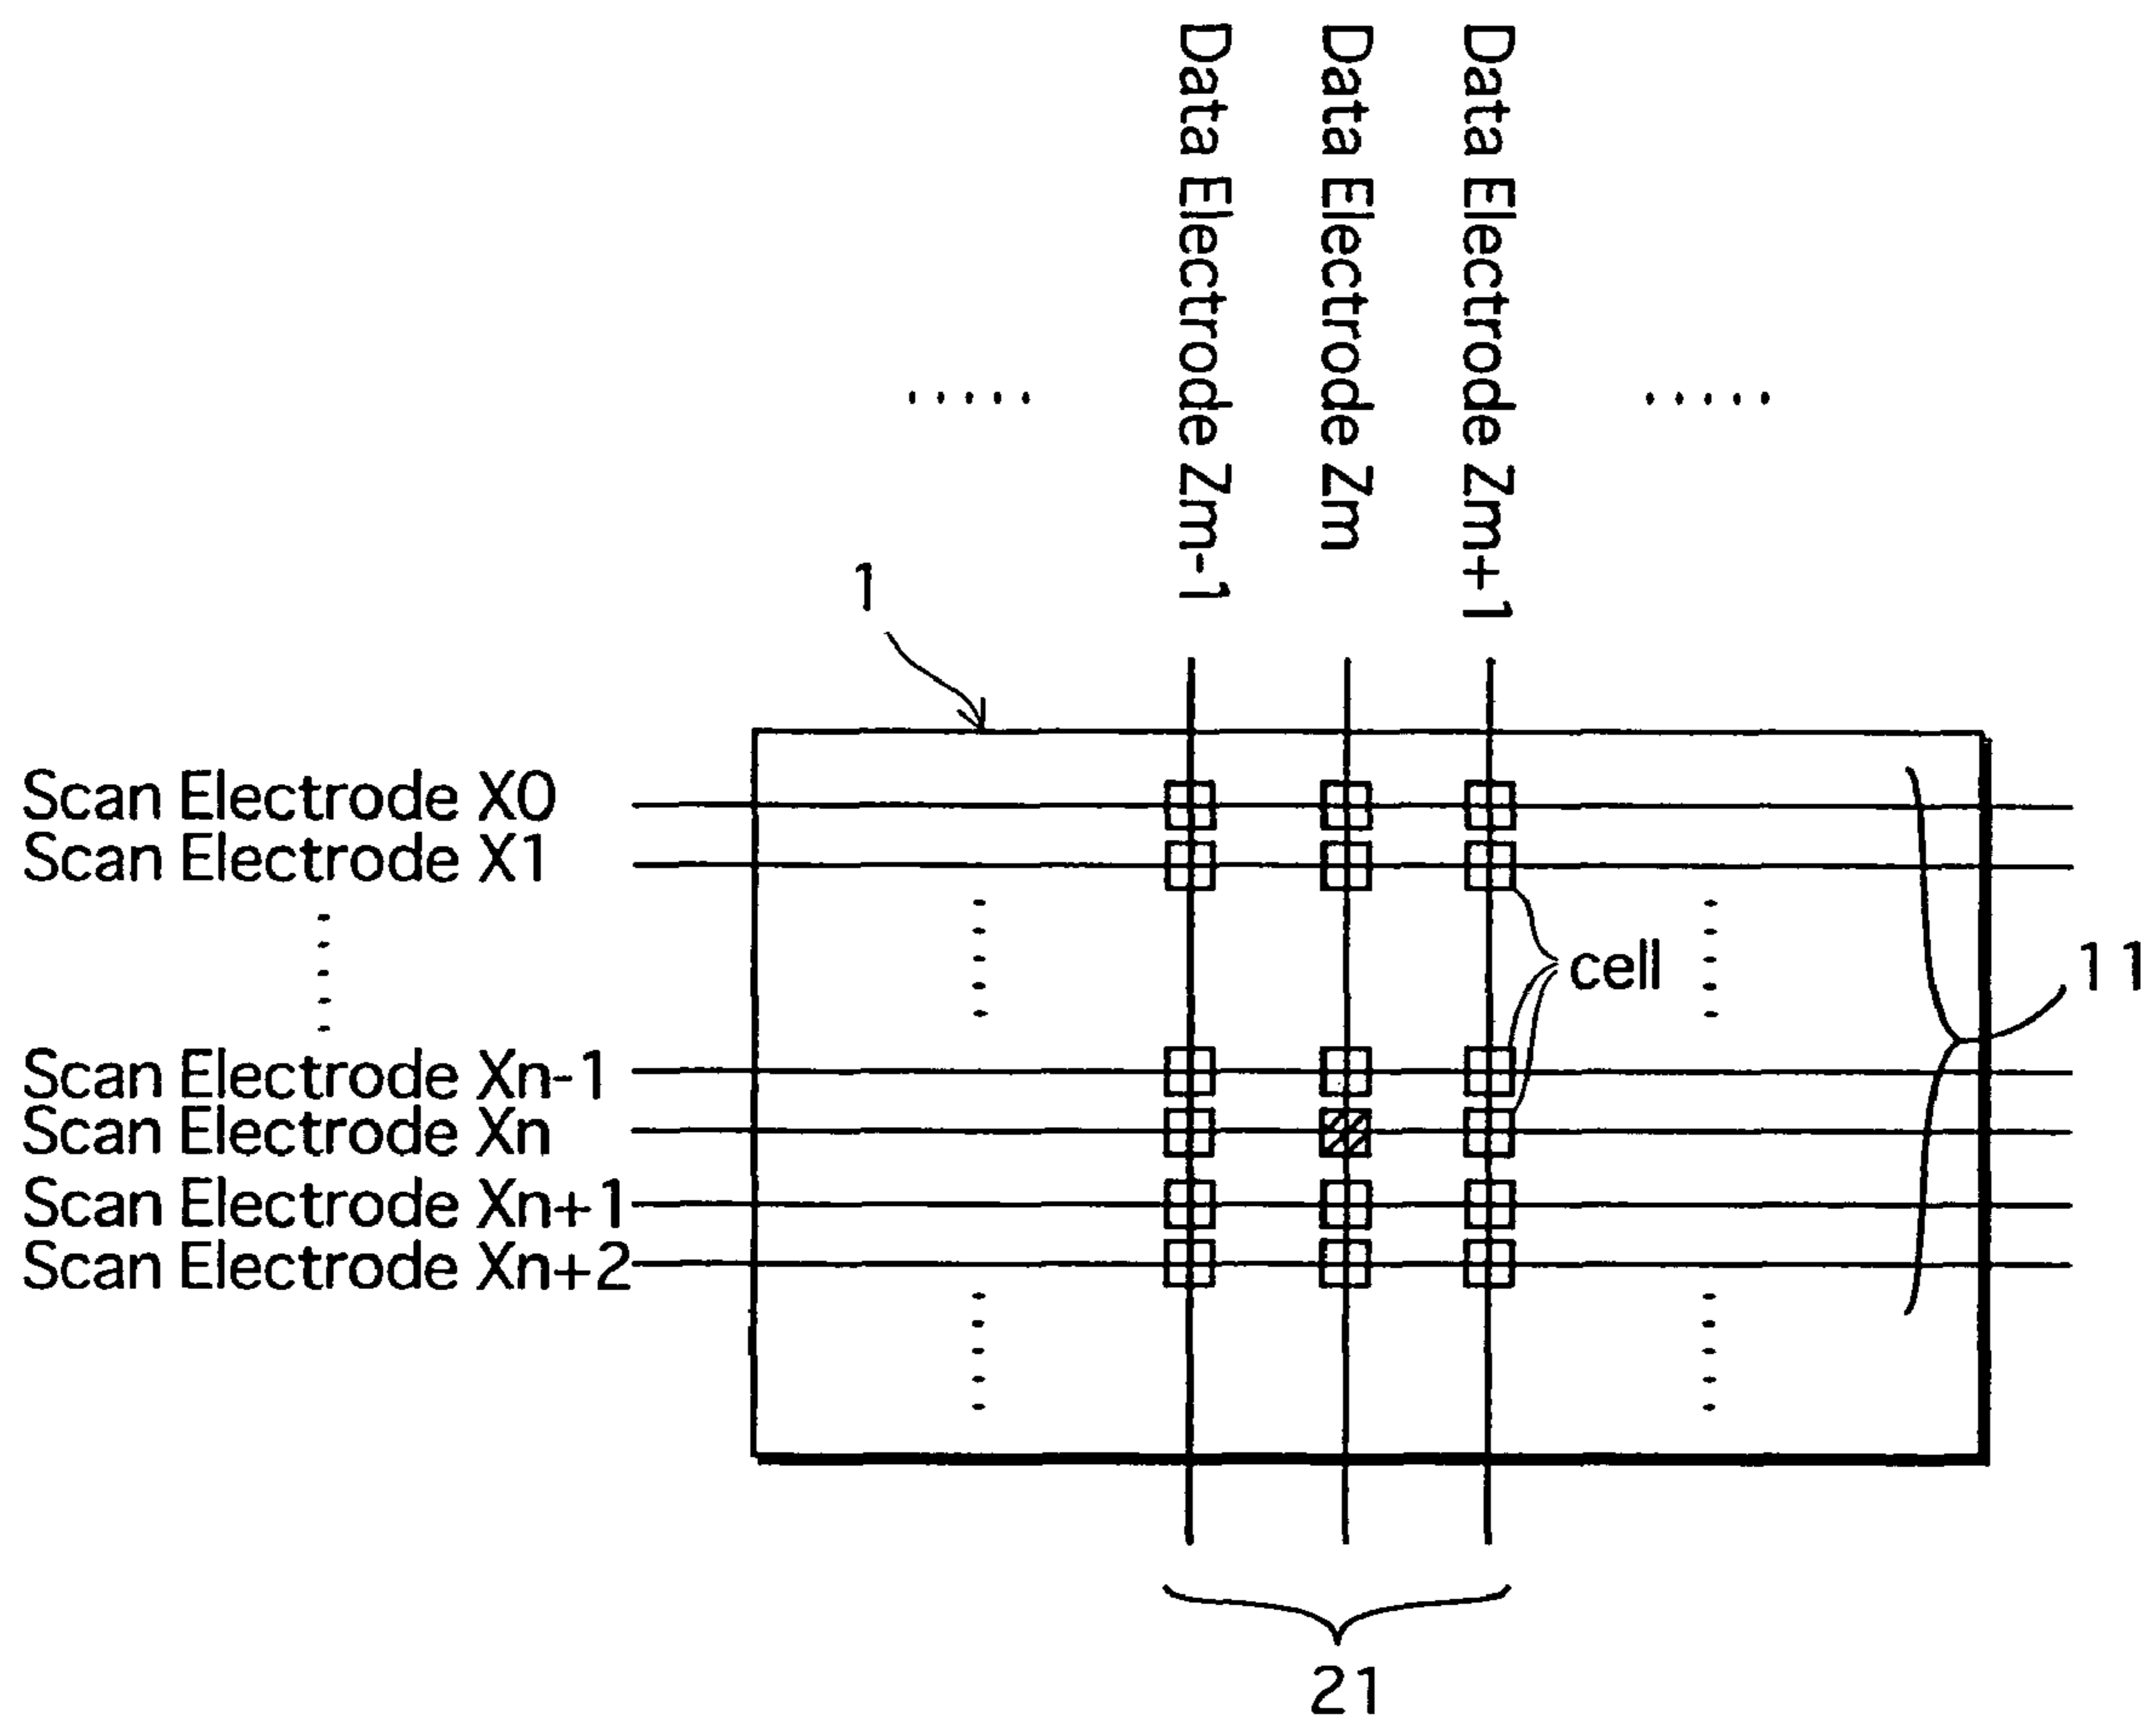 Data Electrode Zm-1
Data Electrode Zm
Data Electrode Zm+1
1
Scan Electrode X0
Scan Electrode X1
cell
11
Scan Electrode Xn-1
Scan Electrode Xn
Scan Electrode Xn+1
Scan Electrode Xn+2
21